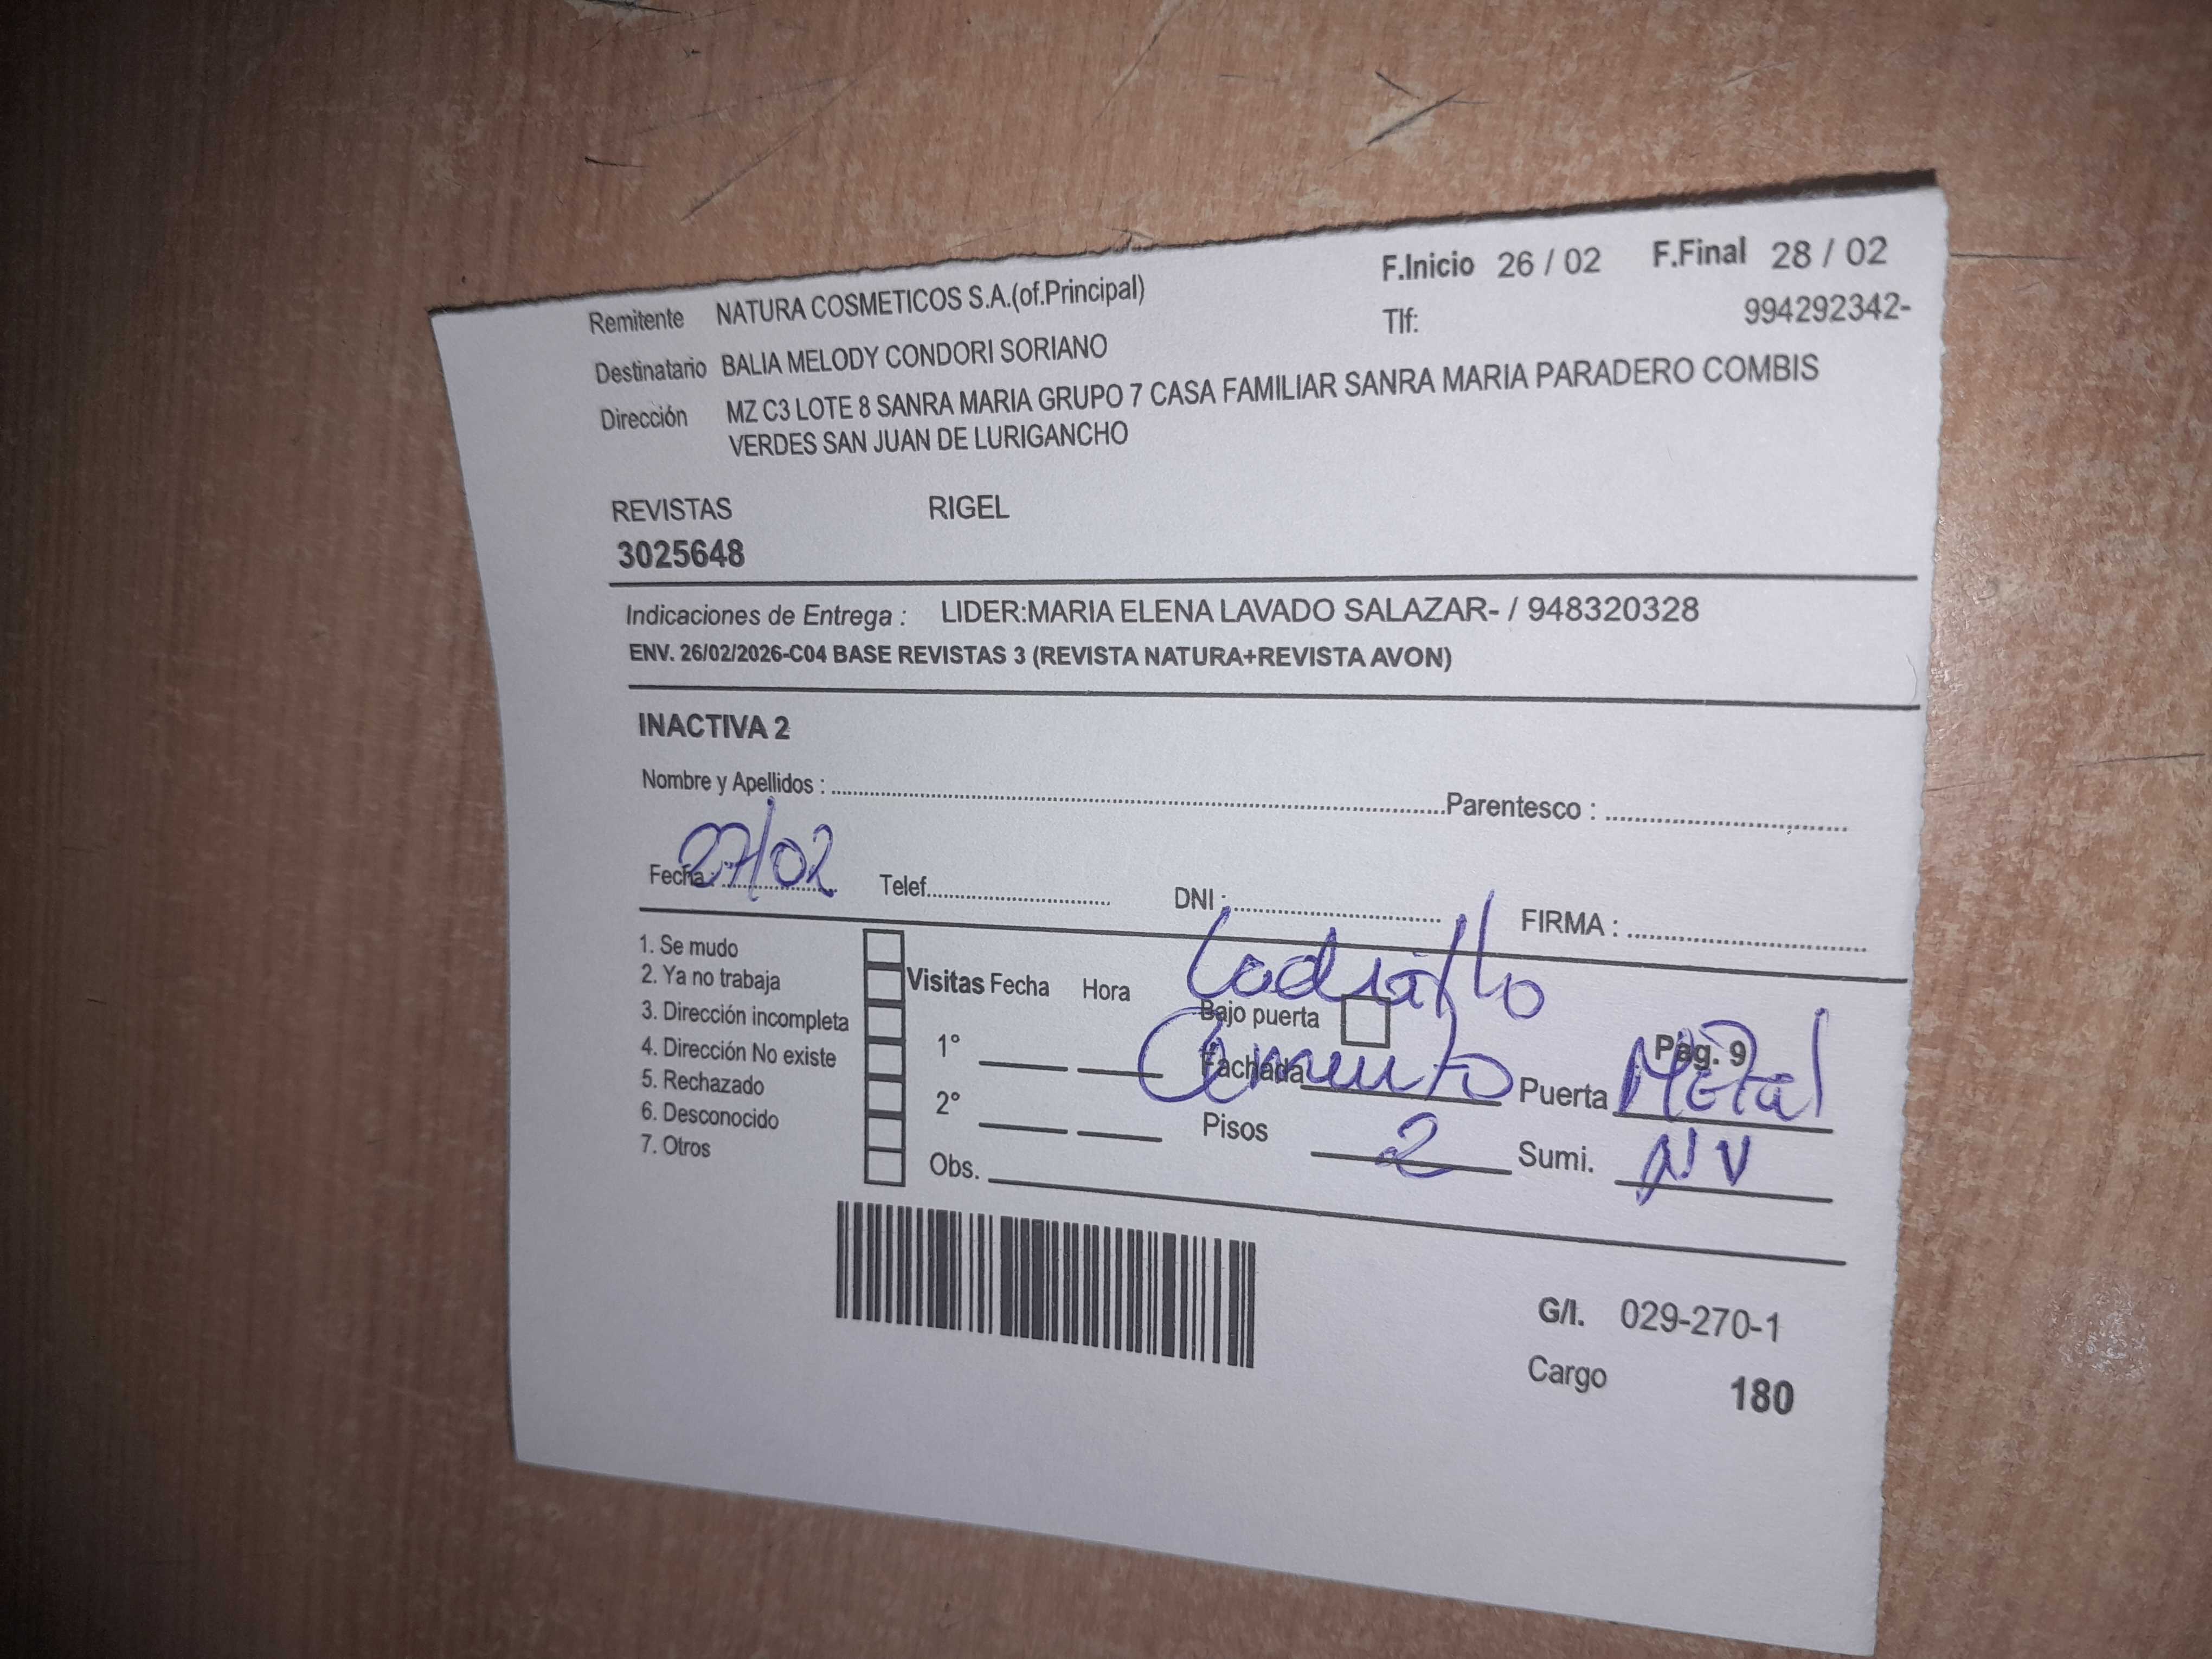 Remitente NATURA COSMETICOS S.A.(of.Principal) F.Inicio 26 / 02 F.Final 28 / 02
Destinatario BALIA MELODY CONDORI SORIANO Tlf: 994292342-
Dirección MZ C3 LOTE 8 SANRA MARIA GRUPO 7 CASA FAMILIAR SANRA MARIA PARADERO COMBIS
VERDES SAN JUAN DE LURIGANCHO
REVISTAS RIGEL
3025648
Indicaciones de Entrega : LIDER:MARIA ELENA LAVADO SALAZAR- / 948320328
ENV. 26/02/2026-C04 BASE REVISTAS 3 (REVISTA NATURA+REVISTA AVON)
INACTIVA 2
Nombre y Apellidos : Parentesco :
Fecha : 27/02 Telef. DNI : FIRMA :
1. Se mudo
2. Ya no trabaja
3. Dirección incompleta
4. Dirección No existe
5. Rechazado
6. Desconocido
7. Otros
Visitas Fecha Hora
1°
2°
Obs.
Ladrillo
Bajo puerta Pag. 9
Fachada Cemento Puerta Metal
Pisos 2 Sumi. NV
G/I. 029-270-1
Cargo 180